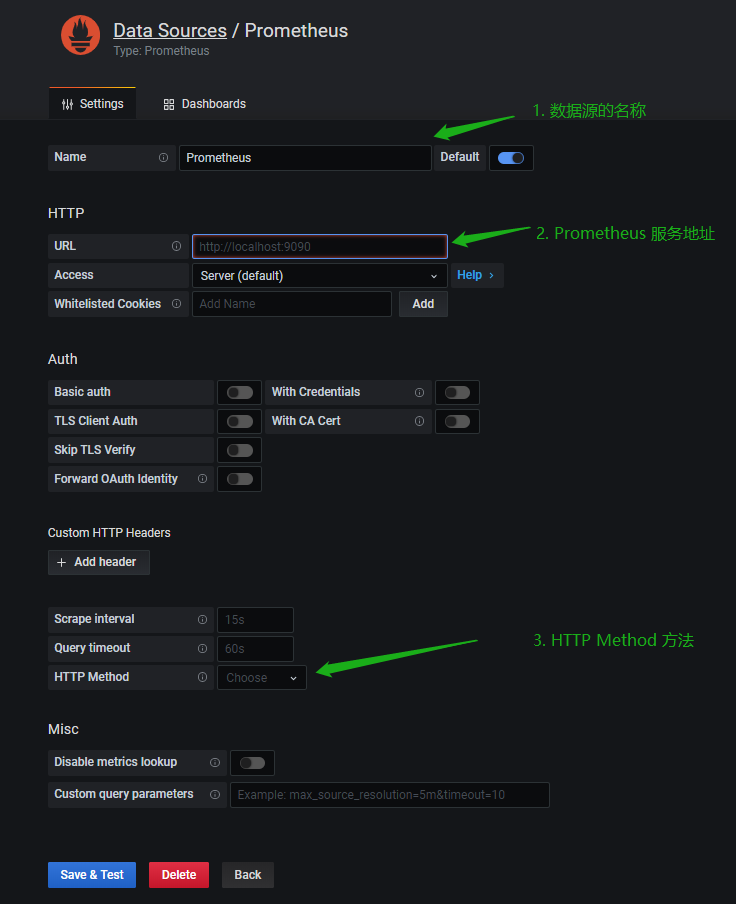 Data Sources / Prometheus
Type: Prometheus
Settings
Dashboards
1. 数据源的名称
Name
Prometheus
Default
HTTP
URL
http://localhost:9090
2. Prometheus 服务地址
Access
Server (default)
Help
Whitelisted Cookies
Add Name
Add
Auth
Basic auth
With Credentials
TLS Client Auth
With CA Cert
Skip TLS Verify
Forward OAuth Identity
Custom HTTP Headers
Add header
Scrape interval
15s
Query timeout
60s
3. HTTP Method 方法
HTTP Method
Choose
Misc
Disable metrics lookup
Custom query parameters
Example: max_source_resolution=5m&timeout=10
Save & Test
Delete
Back